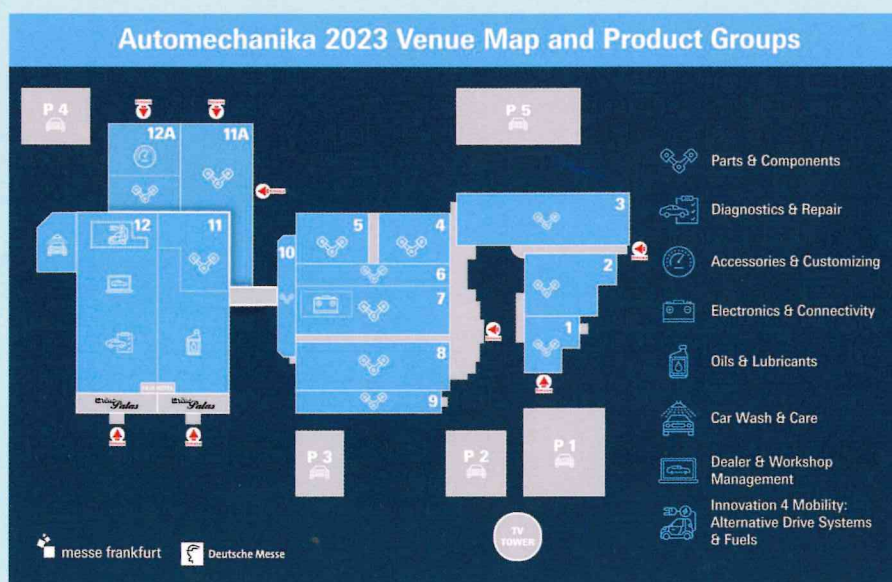 Automechanika 2023 Venue Map and Product Groups
P 4
P 5
12A
11A
12
11
10
5
4
6
7
8
9
3
2
1
P 3
P 2
P 1
TV
TOWER
Parts & Components
Diagnostics & Repair
Accessories & Customizing
Electronics & Connectivity
Oils & Lubricants
Car Wash & Care
Dealer & Workshop
Management
Innovation 4 Mobility:
Alternative Drive Systems
& Fuels
messe frankfurt
Deutsche Messe